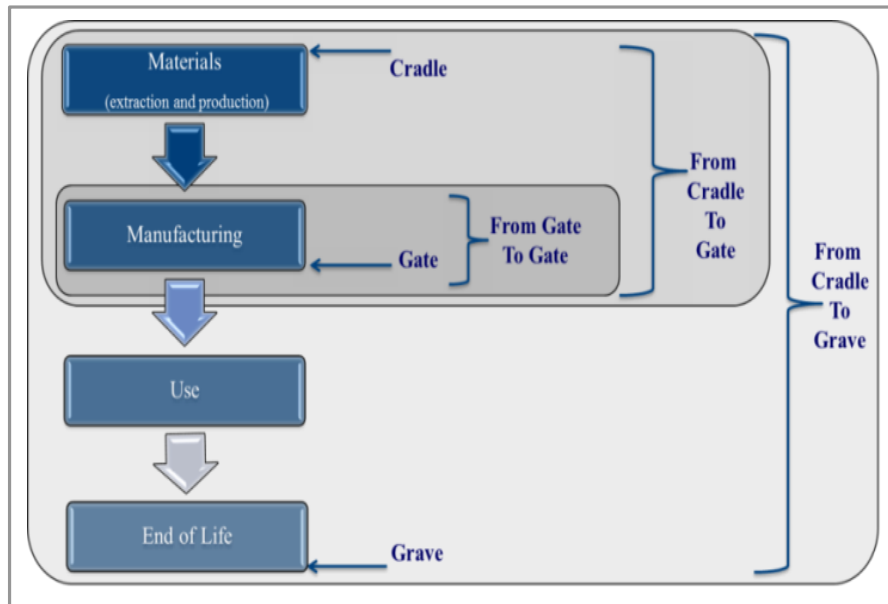 Materials
(extraction and production)
Cradle
Manufacturing
Gate
From Gate
To Gate
From
Cradle
To
Gate
From
Cradle
To
Grave
Use
End of Life
Grave